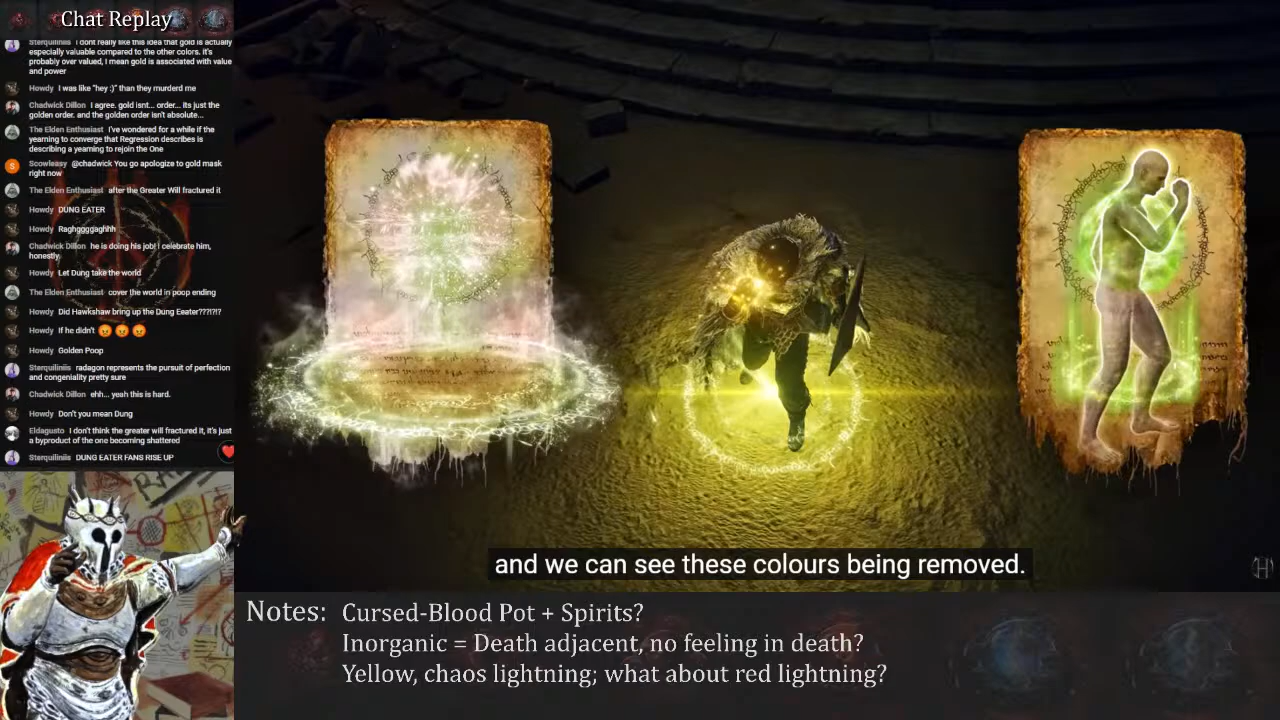 Chat Replay
Sterquiliniis I dont really like this idea that gold is actually
especially valuable compared to the other colors. it's
probably over valued, I mean gold is associated with value
and power
Howdy I was like "hey :)" than they murderd me
Chadwick Dillon I agree. gold isnt... order... its just the
golden order. and the golden order isn't absolute...
The Elden Enthusiast I've wondered for a while if the
yearning to converge that Regression describes is
describing a yearning to rejoin the One
S Scowleasy @chadwick You go apologize to gold mask
right now
The Elden Enthusiast after the Greater Will fractured it
Howdy DUNG EATER
Howdy Raghggggaghhh
Chadwick Dillon he is doing his job! I celebrate him,
honestly
Howdy Let Dung take the world
The Elden Enthusiast cover the world in poop ending
Howdy Did Hawkshaw bring up the Dung Eeater???!?!?
Howdy If he didn't 😡 😡 😡
Howdy Golden Poop
Sterquiliniis radagon represents the pursuit of perfection
and congeniality pretty sure
Chadwick Dillon ehh... yeah this is hard.
Howdy Don't you mean Dung
Eldagusto I don't think the greater will fractured it, it's just
a byproduct of the one becoming shattered
Sterquiliniis DUNG EATER FANS RISE UP
and we can see these colours being removed.
H
Notes: Cursed-Blood Pot + Spirits?
Inorganic = Death adjacent, no feeling in death?
Yellow, chaos lightning; what about red lightning?